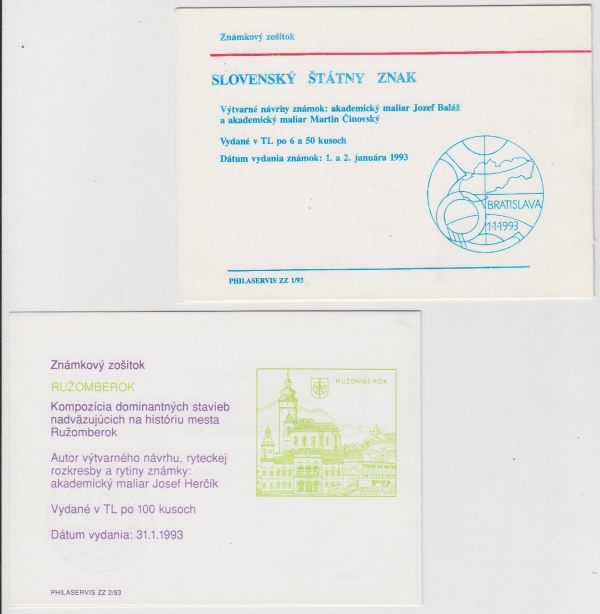 Známkový zošitok
SLOVENSKÝ ŠTÁTNY ZNAK
Výtvarné návrhy známok: akademický maliar Jozef Baláž
a akademický maliar Martin Činovský
Vydané v TL po 6 a 50 kusoch
Dátum vydania známok: 1. a 2. januára 1993
BRATISLAVA
1.1.1993
PHILASERVIS ZZ 1/93
Známkový zošitok
RUŽOMBEROK
Kompozícia dominantných stavieb
nadväzujúcich na históriu mesta
Ružomberok
Autor výtvarného návrhu, ryteckej
rozkresby a rytiny známky:
akademický maliar Josef Herčík
Vydané v TL po 100 kusoch
Dátum vydania: 31.1.1993
PHILASERVIS ZZ 2/93
RUŽOMBEROK